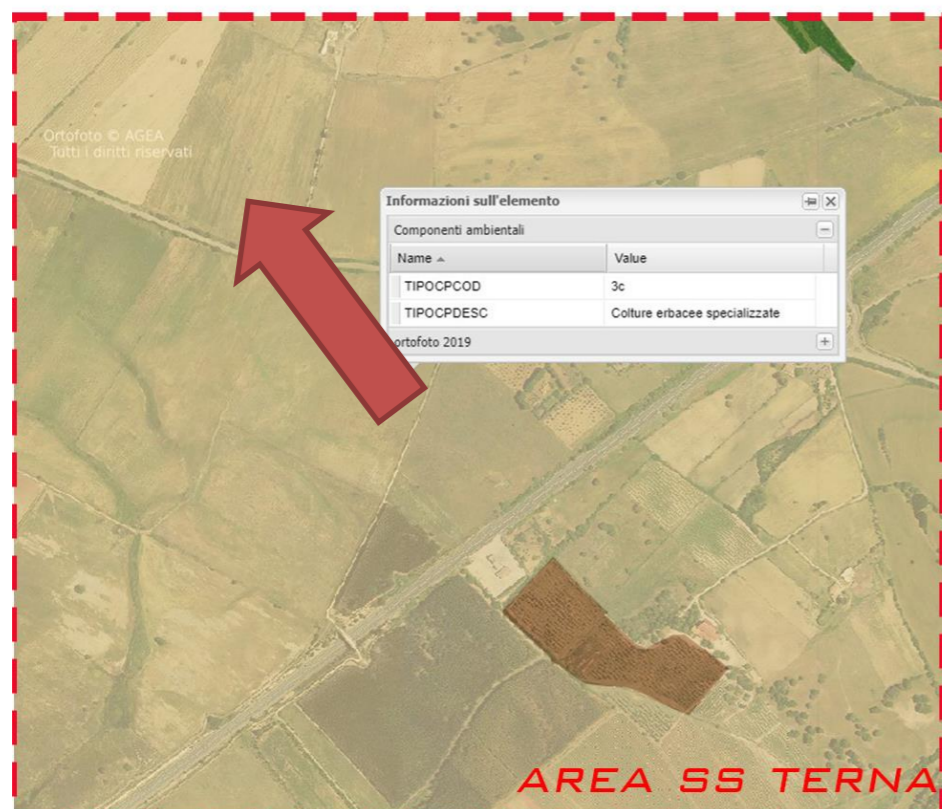 Ortofoto © AGEA
Tutti i diritti riservati
Informazioni sull'elemento
Componenti ambientali
Name Value
TIPOCPCOD 3c
TIPOCPDESC Colture erbacee specializzate
ortofoto 2019
AREA SS TERNA